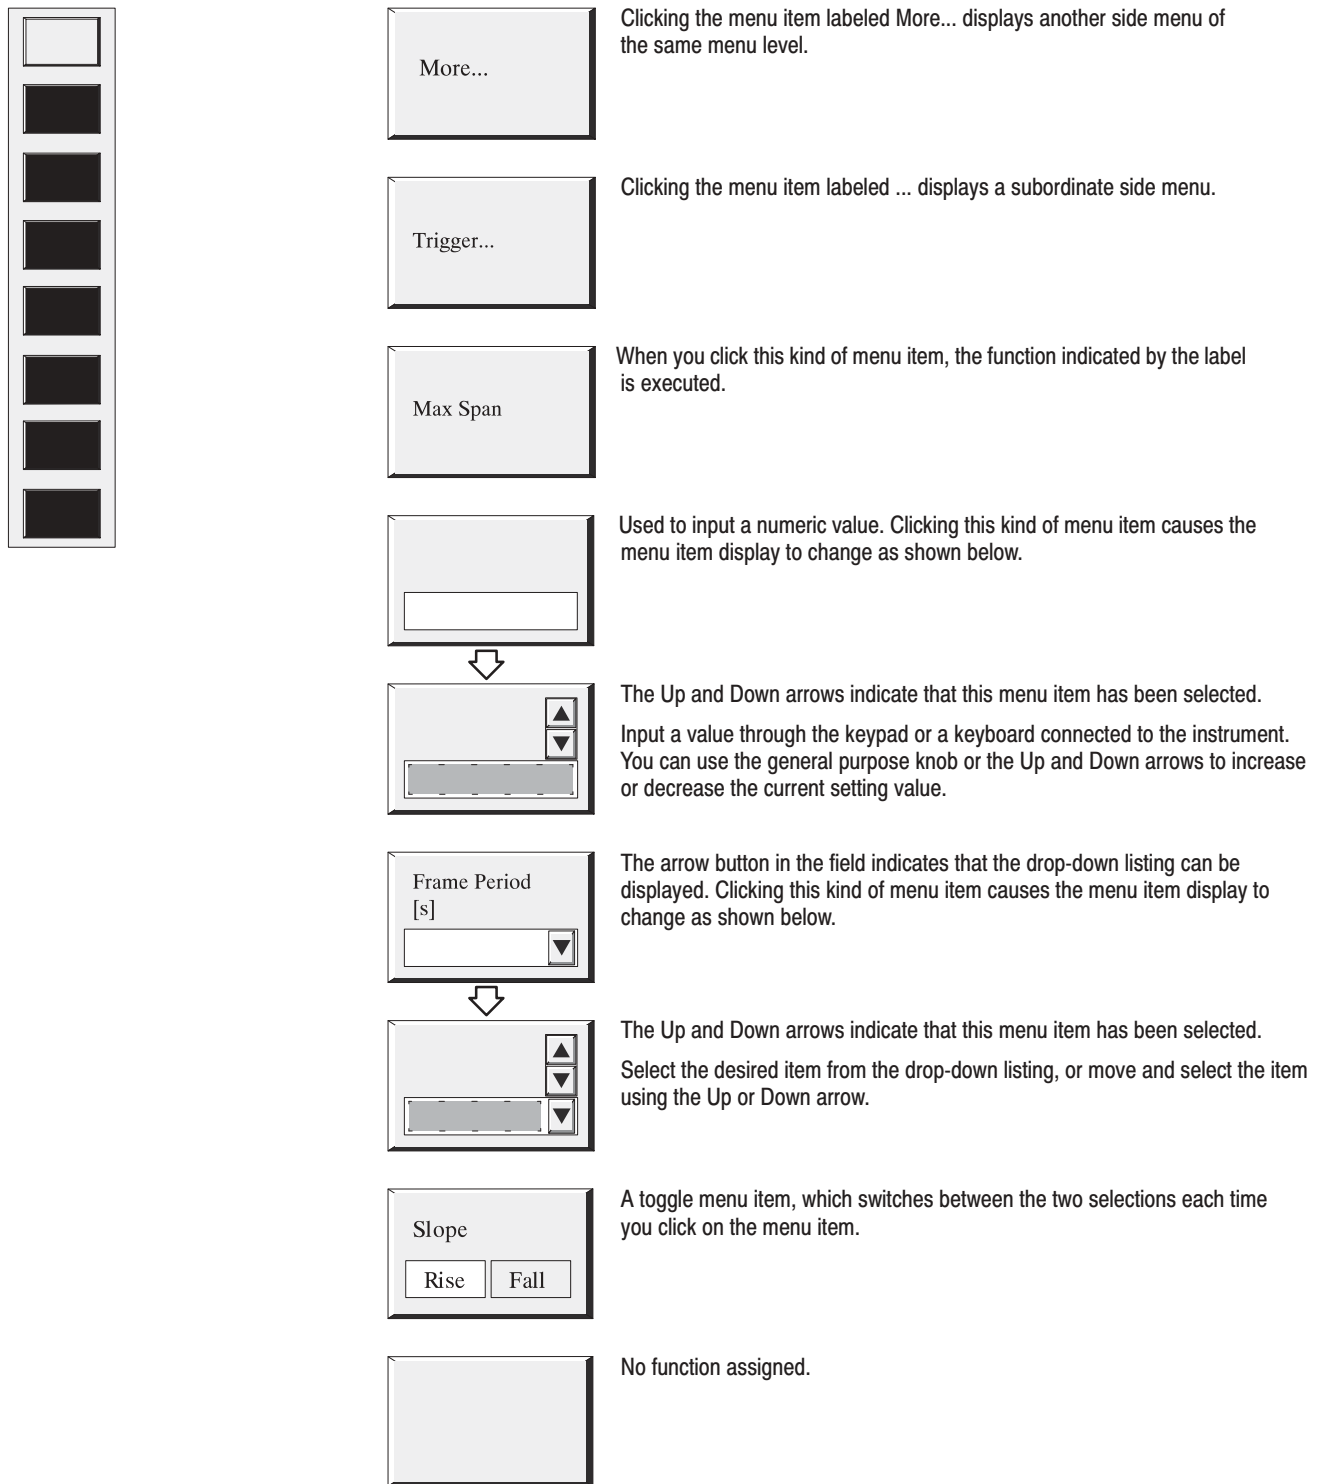 More...
Clicking the menu item labeled More... displays another side menu of
the same menu level.
Trigger...
Clicking the menu item labeled ... displays a subordinate side menu.
Max Span
When you click this kind of menu item, the function indicated by the label
is executed.
Used to input a numeric value. Clicking this kind of menu item causes the
menu item display to change as shown below.
The Up and Down arrows indicate that this menu item has been selected.
Input a value through the keypad or a keyboard connected to the instrument.
You can use the general purpose knob or the Up and Down arrows to increase
or decrease the current setting value.
Frame Period
[s]
The arrow button in the field indicates that the drop-down listing can be
displayed. Clicking this kind of menu item causes the menu item display to
change as shown below.
The Up and Down arrows indicate that this menu item has been selected.
Select the desired item from the drop-down listing, or move and select the item
using the Up or Down arrow.
Slope
Rise Fall
A toggle menu item, which switches between the two selections each time
you click on the menu item.
No function assigned.